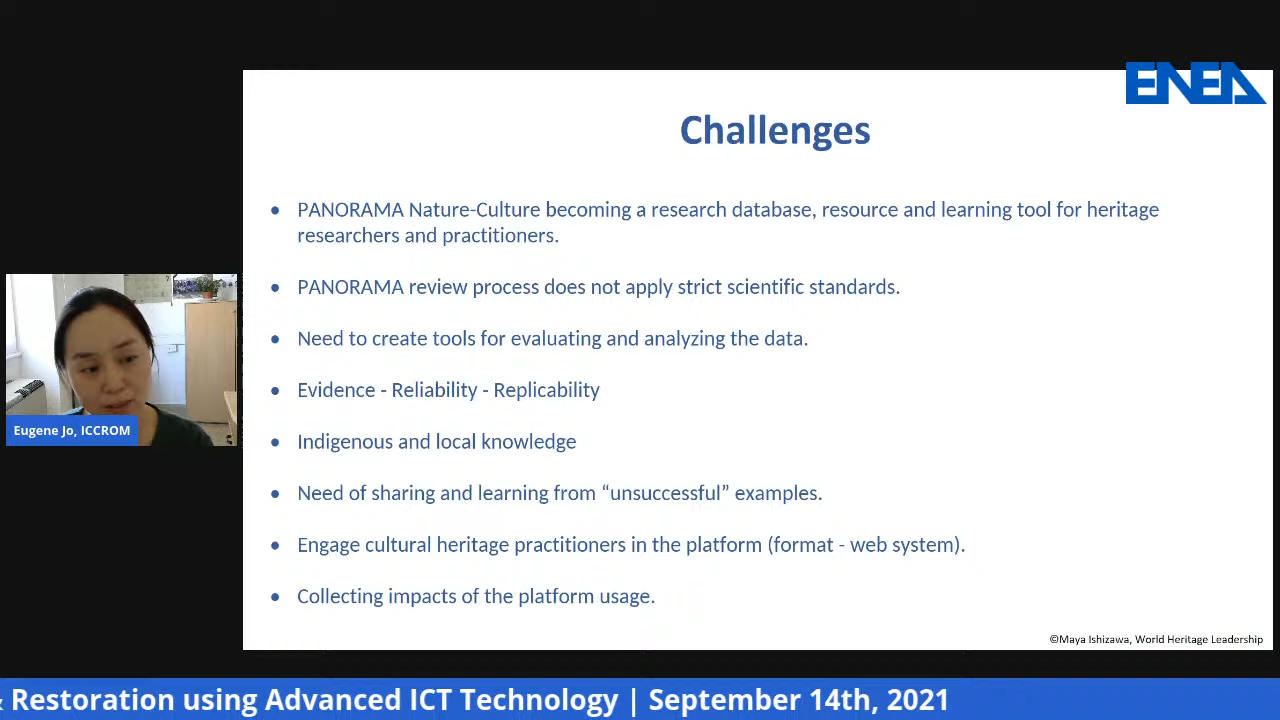 ENEA
Challenges
• PANORAMA Nature-Culture becoming a research database, resource and learning tool for heritage
researchers and practitioners.
• PANORAMA review process does not apply strict scientific standards.
• Need to create tools for evaluating and analyzing the data.
• Evidence - Reliability - Replicability
• Indigenous and local knowledge
• Need of sharing and learning from “unsuccessful” examples.
• Engage cultural heritage practitioners in the platform (format - web system).
• Collecting impacts of the platform usage.
Eugene Jo, ICCROM
©Maya Ishizawa, World Heritage Leadership
& Restoration using Advanced ICT Technology | September 14th, 2021